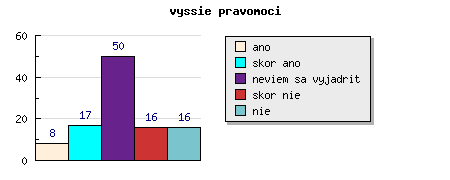 vyssie pravomoci
60
40
20
0
8
17
50
16
16
ano
skor ano
neviem sa vyjadrit
skor nie
nie